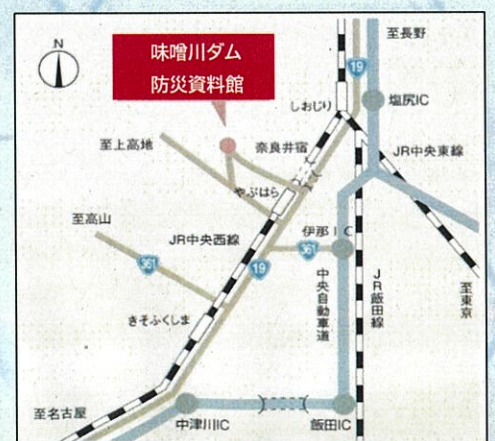 N
味噌川ダム
防災資料館
至長野
19
しおじり
塩尻IC
至上高地
奈良井宿
JR中央東線
やぶはら
至高山
JR中央西線
伊那IC
361
361
19
中央自動車道
JR飯田線
至東京
きそふくしま
至名古屋
中津川IC
飯田IC